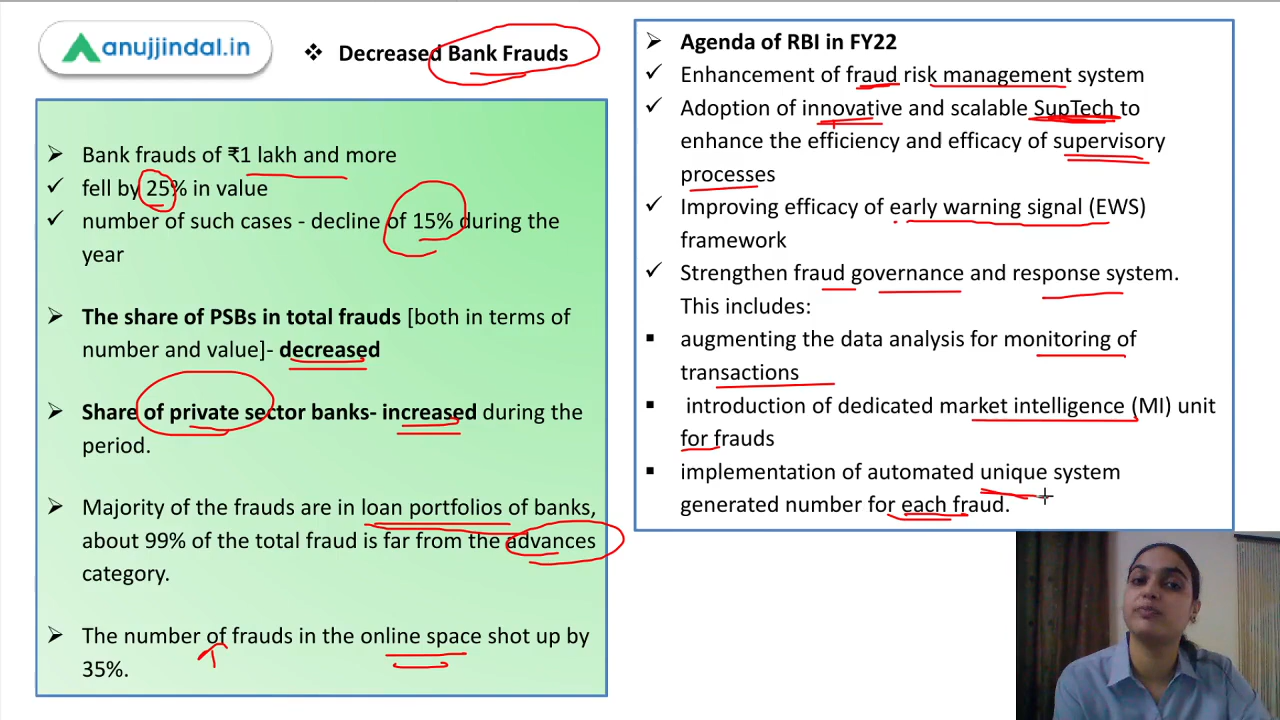 anujjindal.in
❖ Decreased Bank Frauds
➢ Bank frauds of ₹1 lakh and more
✓ fell by 25% in value
✓ number of such cases - decline of 15% during the
year
➢ The share of PSBs in total frauds [both in terms of
number and value]- decreased
➢ Share of private sector banks- increased during the
period.
➢ Majority of the frauds are in loan portfolios of banks,
about 99% of the total fraud is far from the advances
category.
➢ The number of frauds in the online space shot up by
35%.
➢ Agenda of RBI in FY22
✓ Enhancement of fraud risk management system
✓ Adoption of innovative and scalable SupTech to
enhance the efficiency and efficacy of supervisory
processes
✓ Improving efficacy of early warning signal (EWS)
framework
✓ Strengthen fraud governance and response system.
This includes:
▪ augmenting the data analysis for monitoring of
transactions
▪ introduction of dedicated market intelligence (MI) unit
for frauds
▪ implementation of automated unique system
generated number for each fraud.